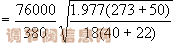 = 76000/380 √(1.977(273 + 50)/18(40 + 22))